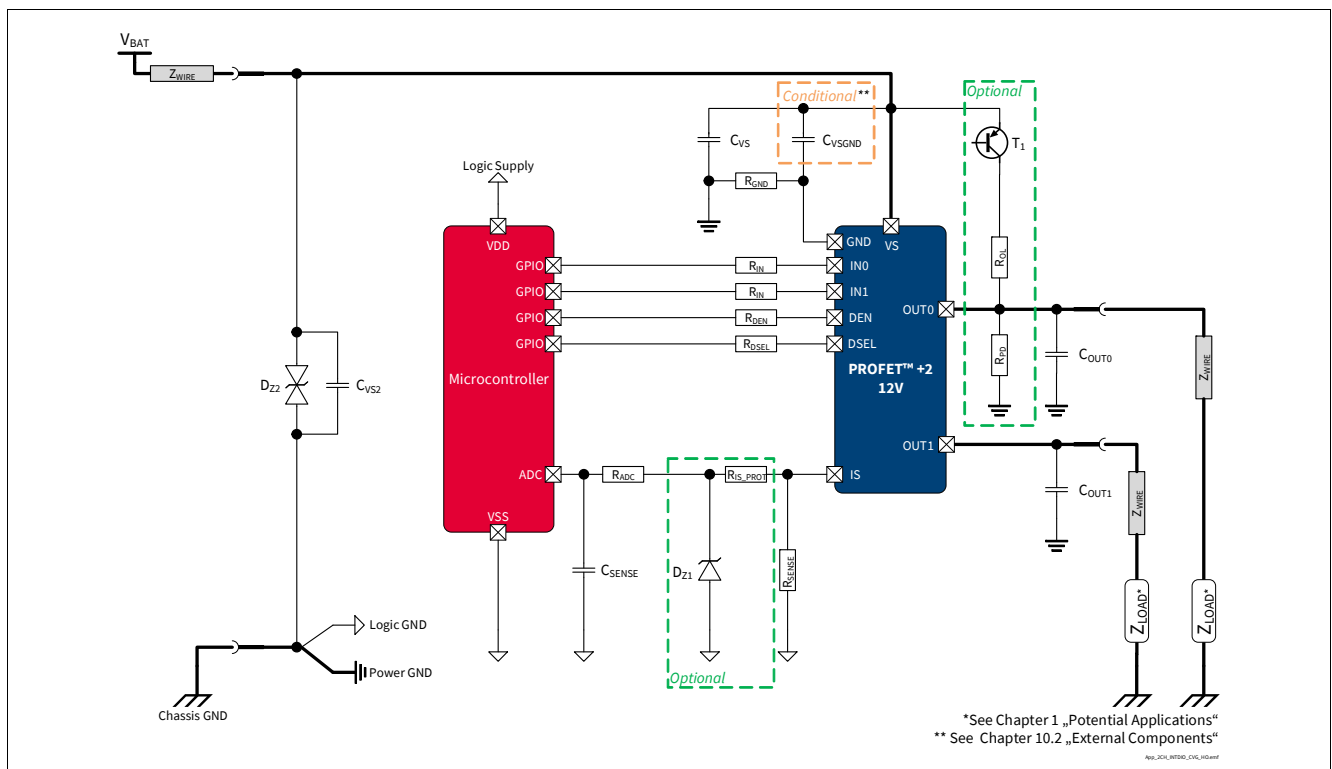 VBAT
ZWIRE
Conditional**
Optional
CVS
CVSGND
T1
Logic Supply
RGND
VDD
GND
VS
GPIO
RIN
IN0
ROL
GPIO
RIN
IN1
GPIO
RDEN
DEN
OUT0
GPIO
RDSEL
DSEL
RPD
COUT0
ZWIRE
DZ2
CVS2
Microcontroller
PROFET™ +2
12V
OUT1
ADC
RADC
RIS_PROT
IS
COUT1
ZWIRE
VSS
CSENSE
DZ1
RSENSE
ZLOAD*
ZLOAD*
Logic GND
Power GND
Optional
Chassis GND
*See Chapter 1 „Potential Applications“
** See Chapter 10.2 „External Components“
App_2CH_INTDIO_CVG_HO.emf